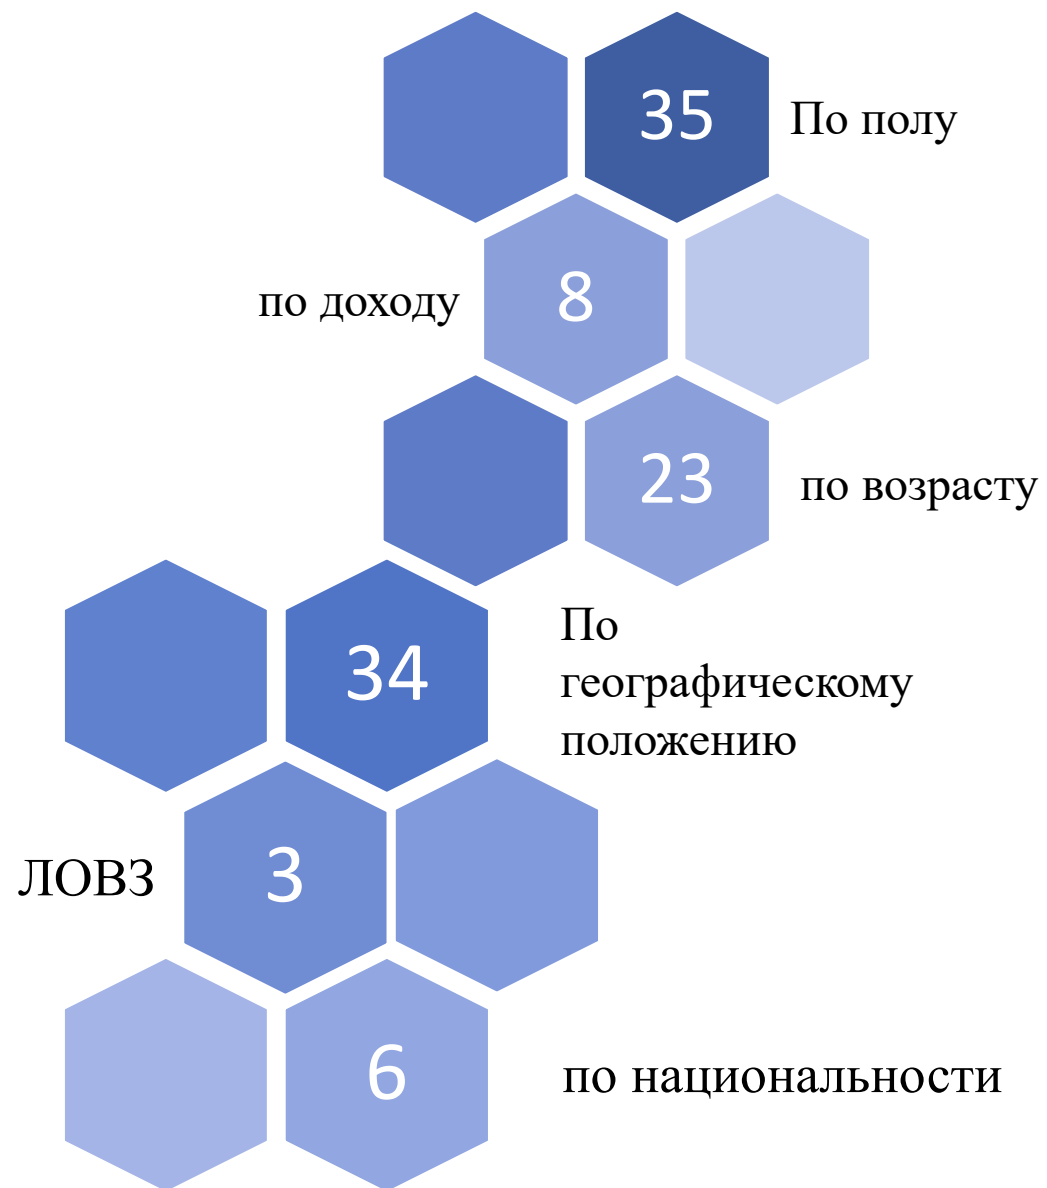 35
По полу
по доходу
8
23
по возрасту
34
По
географическому
положению
ЛОВЗ
3
6
по национальности